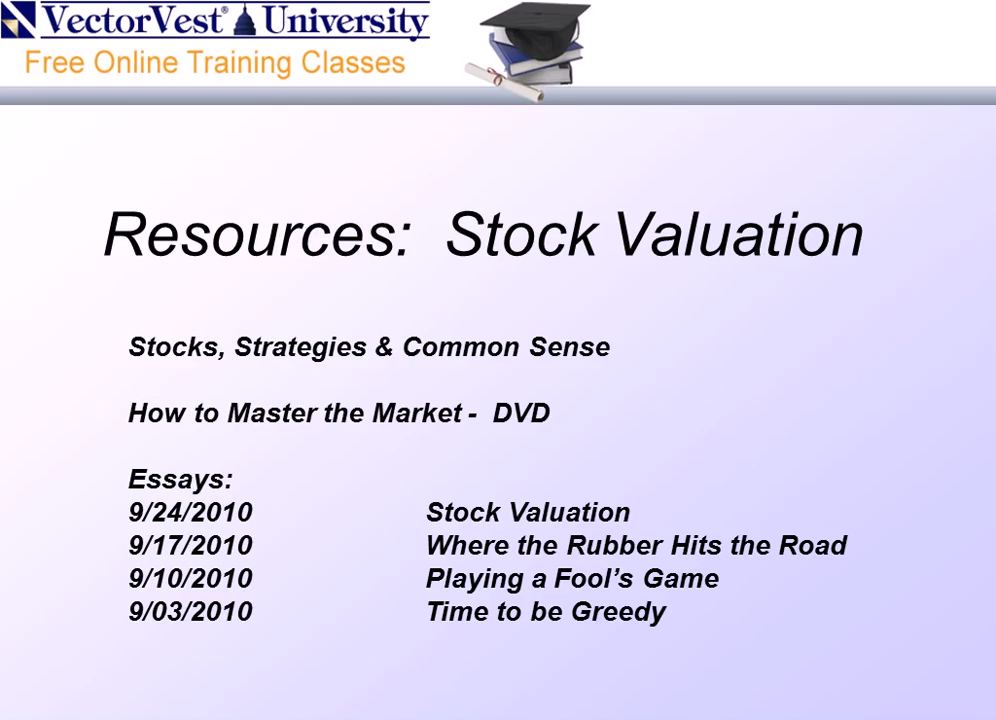 VectorVest® University
Free Online Training Classes
Resources: Stock Valuation
Stocks, Strategies & Common Sense
How to Master the Market - DVD
Essays:
9/24/2010 Stock Valuation
9/17/2010 Where the Rubber Hits the Road
9/10/2010 Playing a Fool’s Game
9/03/2010 Time to be Greedy